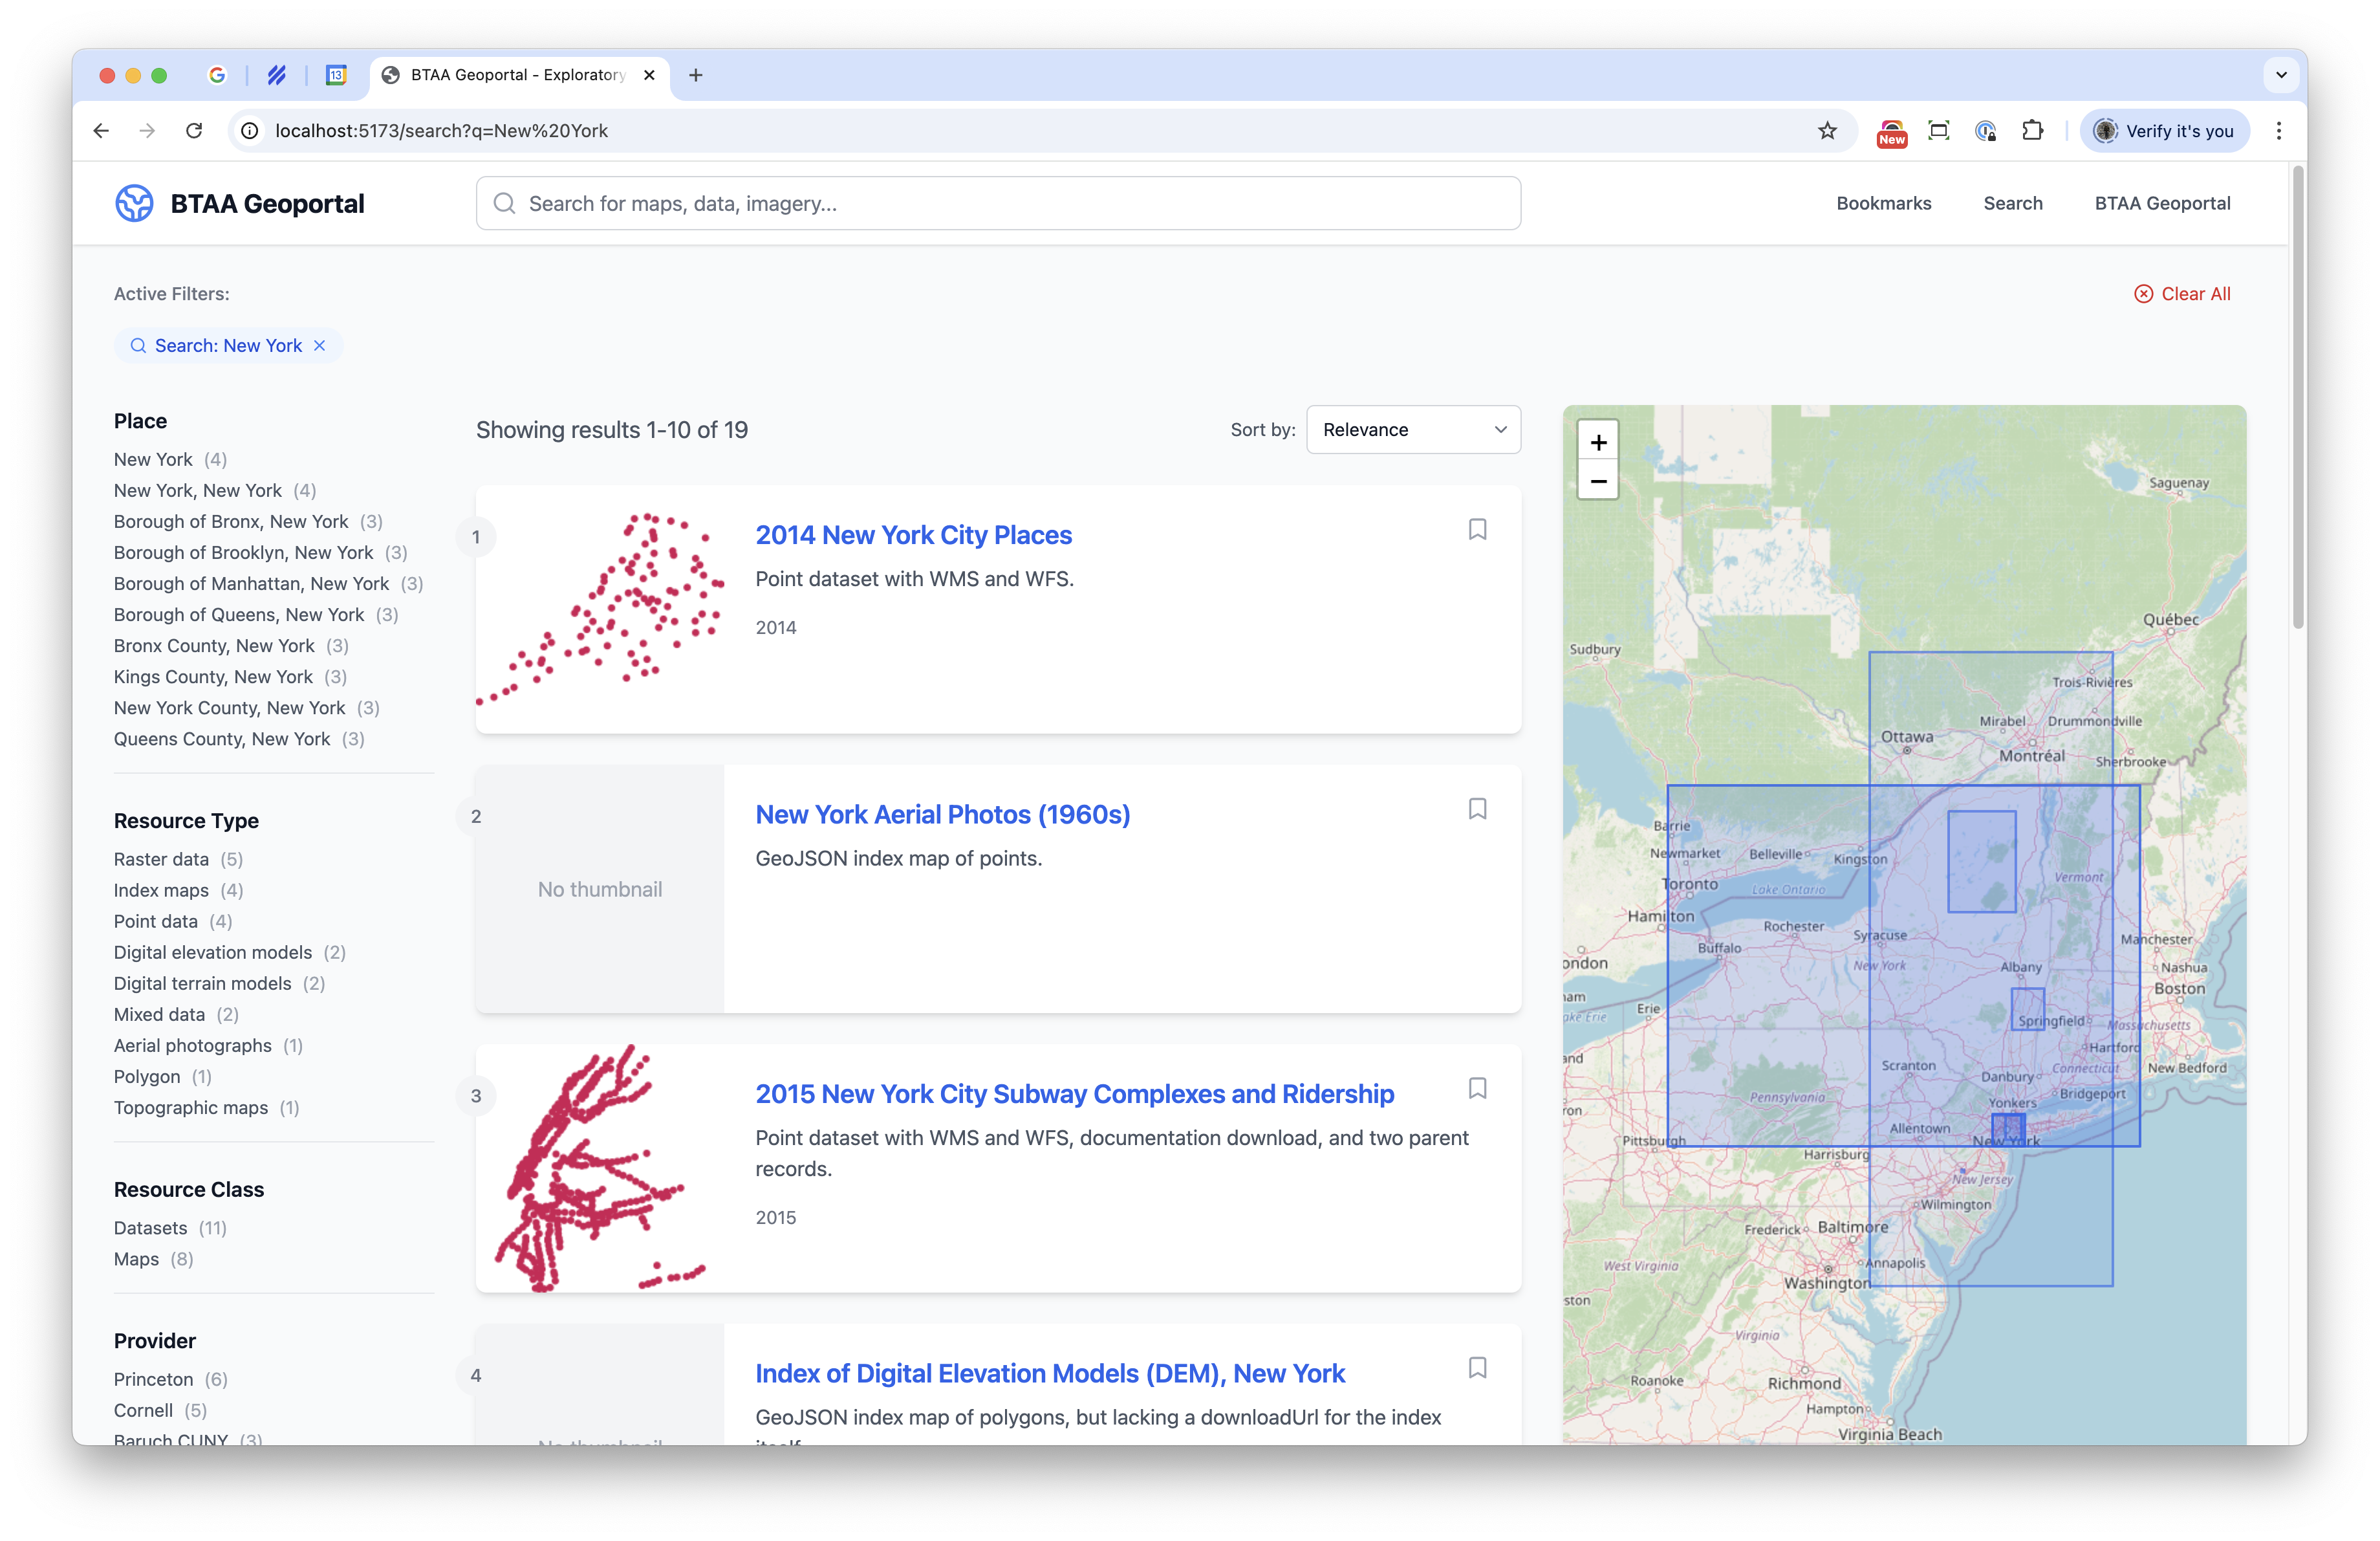 13
BTAA Geoportal - Exploratory
localhost:5173/search?q=New%20York
New
Verify it's you
BTAA Geoportal
Search for maps, data, imagery...
Bookmarks
Search
BTAA Geoportal
Active Filters:
Clear All
Search: New York
Place
New York (4)
New York, New York (4)
Borough of Bronx, New York (3)
Borough of Brooklyn, New York (3)
Borough of Manhattan, New York (3)
Borough of Queens, New York (3)
Bronx County, New York (3)
Kings County, New York (3)
New York County, New York (3)
Queens County, New York (3)
Resource Type
Raster data (5)
Index maps (4)
Point data (4)
Digital elevation models (2)
Digital terrain models (2)
Mixed data (2)
Aerial photographs (1)
Polygon (1)
Topographic maps (1)
Resource Class
Datasets (11)
Maps (8)
Provider
Princeton (6)
Cornell (5)
Baruch CUNY (3)
Showing results 1-10 of 19
Sort by:
Relevance
1
2014 New York City Places
Point dataset with WMS and WFS.
2014
2
No thumbnail
New York Aerial Photos (1960s)
GeoJSON index map of points.
3
2015 New York City Subway Complexes and Ridership
Point dataset with WMS and WFS, documentation download, and two parent
records.
2015
4
No thumbnail
Index of Digital Elevation Models (DEM), New York
GeoJSON index map of polygons, but lacking a downloadUrl for the index
itself.
+
−
Saguenay
Québec
Sudbury
Trois-Rivières
Mirabel
Drummondville
Ottawa
Montréal
Sherbrooke
Barrie
Newmarket
Belleville
Kingston
Toronto
Lake Ontario
Vermont
Hamilton
Rochester
Syracuse
Buffalo
Manchester
ondon
New York
Albany
Nashua
Boston
am
ake Erie
Erie
Springfield
Massachusetts
Hartford
and
Scranton
Danbury
Connecticut
New Bedford
Pennsylvania
Yonkers
Bridgeport
ron
Allentown
New York
Pittsburgh
Harrisburg
New Jersey
Wilmington
Frederick
Baltimore
West Virginia
Annapolis
Washington
ston
Virginia
Roanoke
Richmond
Hampton
Virginia Beach